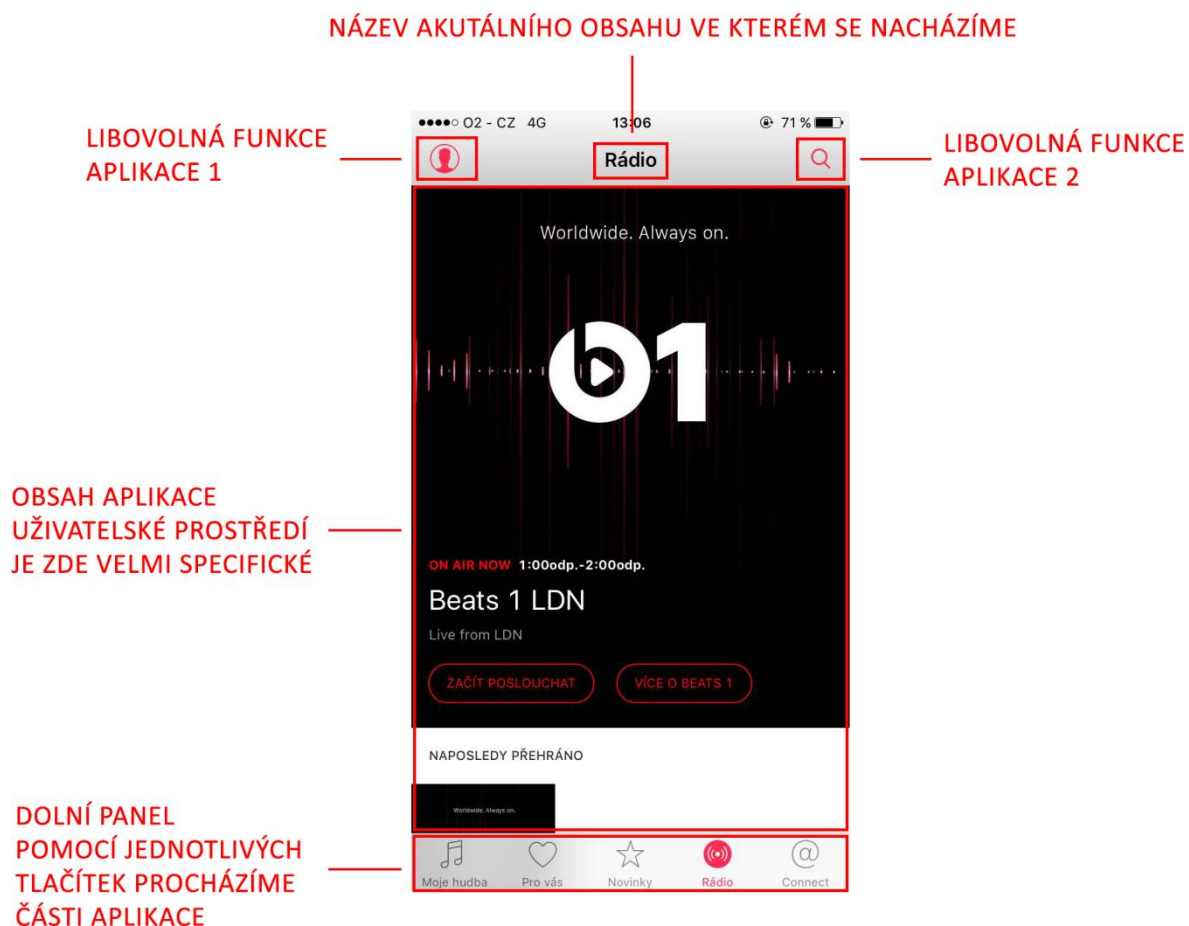 NÁZEV AKUTÁLNÍHO OBSAHU VE KTERÉM SE NACHÁZÍME
LIBOVOLNÁ FUNKCE
APLIKACE 1
O2 - CZ 4G 13:06 71 %
Rádio
LIBOVOLNÁ FUNKCE
APLIKACE 2
Worldwide. Always on.
b1
OBSAH APLIKACE
UŽIVATELSKÉ PROSTŘEDÍ
JE ZDE VELMI SPECIFICKÉ
ON AIR NOW 1:00odp.-2:00odp.
Beats 1 LDN
Live from LDN
ZAČÍT POSLOUCHAT VÍCE O BEATS 1
NAPOSLEDY PŘEHRÁNO
Worldwide. Always on.
DOLNÍ PANEL
POMOCÍ JEDNOTLIVÝCH
TLAČÍTEK PROCHÁZÍME
ČÁSTI APLIKACE
Moje hudba Pro vás Novinky Rádio Connect